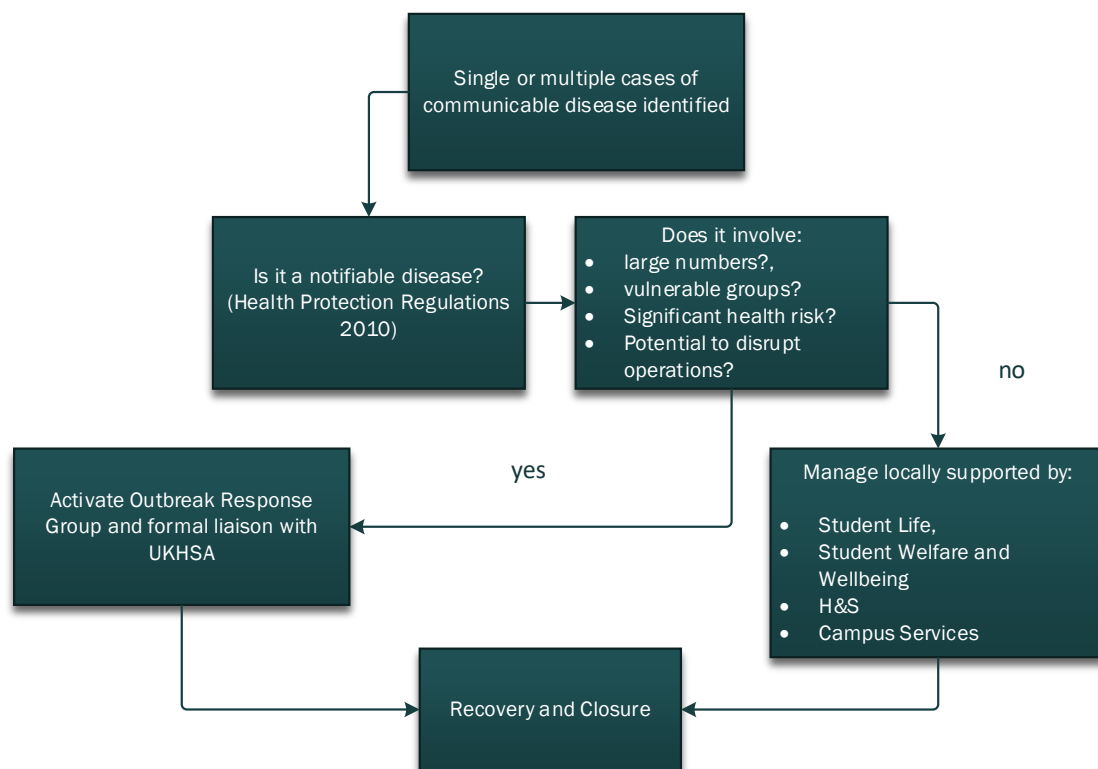 Single or multiple cases of
communicable disease identified
Is it a notifiable disease?
(Health Protection Regulations
2010)
Does it involve:
• large numbers?,
• vulnerable groups?
• Significant health risk?
• Potential to disrupt
operations?
no
yes
Activate Outbreak Response
Group and formal liaison with
UKHSA
Manage locally supported by:
• Student Life,
• Student Welfare and
Wellbeing
• H&S
• Campus Services
Recovery and Closure